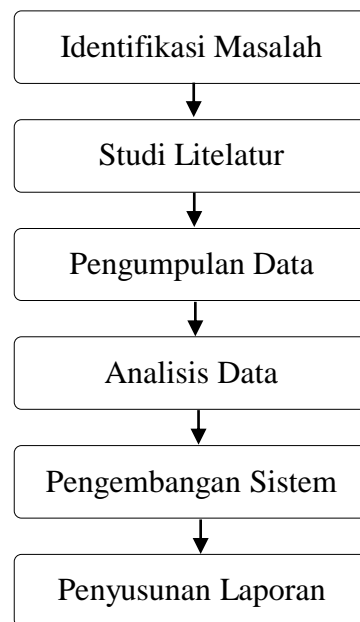 Identifikasi Masalah
Studi Litelatur
Pengumpulan Data
Analisis Data
Pengembangan Sistem
Penyusunan Laporan